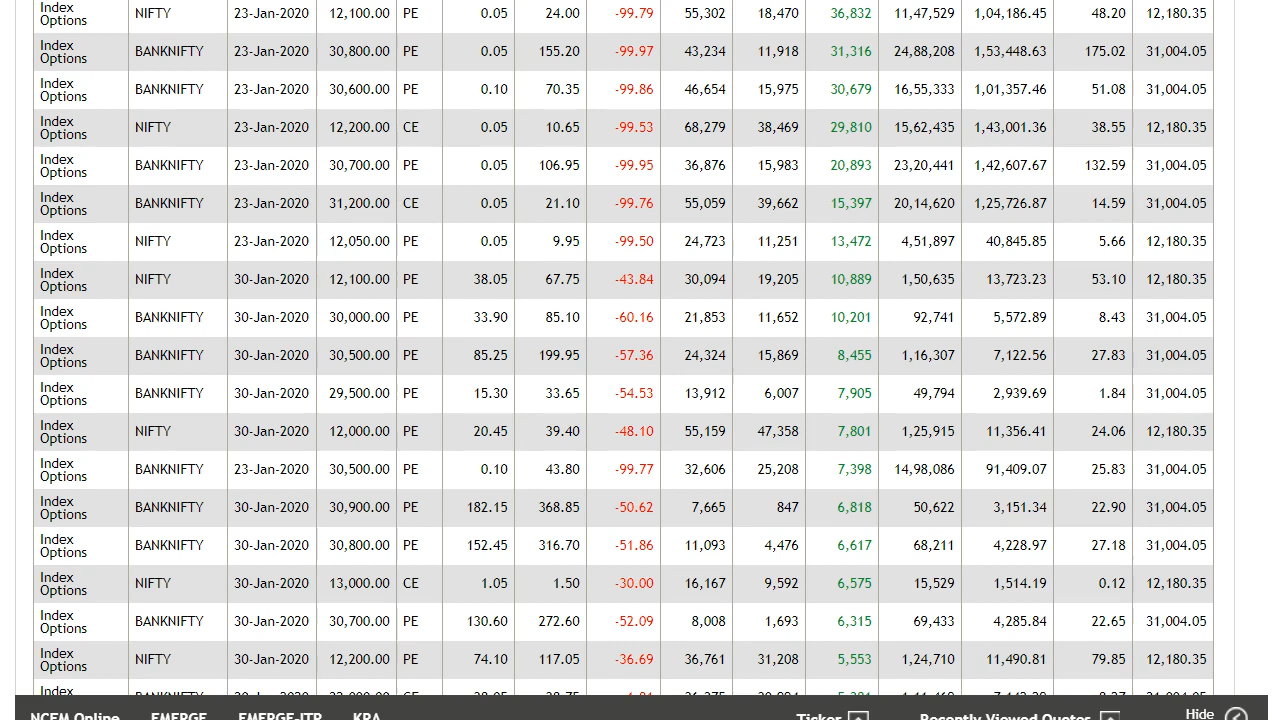 Index Options NIFTY 23-Jan-2020 12,100.00 PE 0.05 24.00 -99.79 55,302 18,470 36,832 11,47,529 1,04,186.45 48.20 12,180.35
Index Options BANKNIFTY 23-Jan-2020 30,800.00 PE 0.05 155.20 -99.97 43,234 11,918 31,316 24,88,208 1,53,448.63 175.02 31,004.05
Index Options BANKNIFTY 23-Jan-2020 30,600.00 PE 0.10 70.35 -99.86 46,654 15,975 30,679 16,55,333 1,01,357.46 51.08 31,004.05
Index Options NIFTY 23-Jan-2020 12,200.00 CE 0.05 10.65 -99.53 68,279 38,469 29,810 15,62,435 1,43,001.36 38.55 12,180.35
Index Options BANKNIFTY 23-Jan-2020 30,700.00 PE 0.05 106.95 -99.95 36,876 15,983 20,893 23,20,441 1,42,607.67 132.59 31,004.05
Index Options BANKNIFTY 23-Jan-2020 31,200.00 CE 0.05 21.10 -99.76 55,059 39,662 15,397 20,14,620 1,25,726.87 14.59 31,004.05
Index Options NIFTY 23-Jan-2020 12,050.00 PE 0.05 9.95 -99.50 24,723 11,251 13,472 4,51,897 40,845.85 5.66 12,180.35
Index Options NIFTY 30-Jan-2020 12,100.00 PE 38.05 67.75 -43.84 30,094 19,205 10,889 1,50,635 13,723.23 53.10 12,180.35
Index Options BANKNIFTY 30-Jan-2020 30,000.00 PE 33.90 85.10 -60.16 21,853 11,652 10,201 92,741 5,572.89 8.43 31,004.05
Index Options BANKNIFTY 30-Jan-2020 30,500.00 PE 85.25 199.95 -57.36 24,324 15,869 8,455 1,16,307 7,122.56 27.83 31,004.05
Index Options BANKNIFTY 30-Jan-2020 29,500.00 PE 15.30 33.65 -54.53 13,912 6,007 7,905 49,794 2,939.69 1.84 31,004.05
Index Options NIFTY 30-Jan-2020 12,000.00 PE 20.45 39.40 -48.10 55,159 47,358 7,801 1,25,915 11,356.41 24.06 12,180.35
Index Options BANKNIFTY 23-Jan-2020 30,500.00 PE 0.10 43.80 -99.77 32,606 25,208 7,398 14,98,086 91,409.07 25.83 31,004.05
Index Options BANKNIFTY 30-Jan-2020 30,900.00 PE 182.15 368.85 -50.62 7,665 847 6,818 50,622 3,151.34 22.90 31,004.05
Index Options BANKNIFTY 30-Jan-2020 30,800.00 PE 152.45 316.70 -51.86 11,093 4,476 6,617 68,211 4,228.97 27.18 31,004.05
Index Options NIFTY 30-Jan-2020 13,000.00 CE 1.05 1.50 -30.00 16,167 9,592 6,575 15,529 1,514.19 0.12 12,180.35
Index Options BANKNIFTY 30-Jan-2020 30,700.00 PE 130.60 272.60 -52.09 8,008 1,693 6,315 69,433 4,285.84 22.65 31,004.05
Index Options NIFTY 30-Jan-2020 12,200.00 PE 74.10 117.05 -36.69 36,761 31,208 5,553 1,24,710 11,490.81 79.85 12,180.35
Index BANKNIFTY
NCFM Online EMERGE EMERGE-ITP KRA Ticker Recently Viewed Quotes Hide